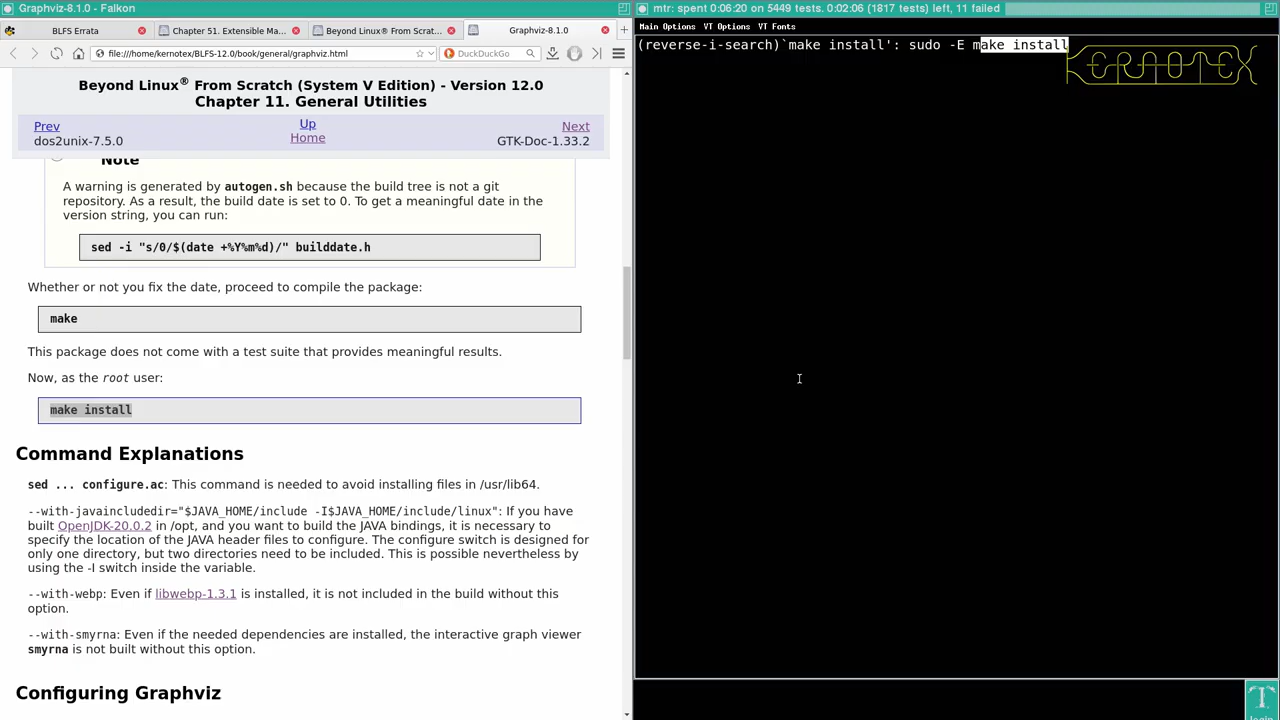 Graphviz-8.1.0 - Falkon
mtr: spent 0:06:20 on 5449 tests. 0:02:06 (1817 tests) left, 11 failed
BLFS Errata
Chapter 51. Extensible Ma...
Beyond Linux® From Scrat...
Graphviz-8.1.0
Main Options VT Options VT Fonts
file:///home/kernotex/BLFS-12.0/book/general/graphviz.html
DuckDuckGo
(reverse-i-search)`make install': sudo -E make install
KERNOTEX
Beyond Linux® From Scratch (System V Edition) - Version 12.0
Chapter 11. General Utilities
Prev
Up
Next
dos2unix-7.5.0
Home
GTK-Doc-1.33.2
Note
A warning is generated by autogen.sh because the build tree is not a git
repository. As a result, the build date is set to 0. To get a meaningful date in the
version string, you can run:
sed -i "s/0/$(date +%Y%m%d)/" builddate.h
Whether or not you fix the date, proceed to compile the package:
make
This package does not come with a test suite that provides meaningful results.
Now, as the root user:
make install
Command Explanations
sed ... configure.ac: This command is needed to avoid installing files in /usr/lib64.
--with-javaincludedir="$JAVA_HOME/include -I$JAVA_HOME/include/linux": If you have
built OpenJDK-20.0.2 in /opt, and you want to build the JAVA bindings, it is necessary to
specify the location of the JAVA header files to configure. The configure switch is designed for
only one directory, but two directories need to be included. This is possible nevertheless by
using the -I switch inside the variable.
--with-webp: Even if libwebp-1.3.1 is installed, it is not included in the build without this
option.
--with-smyrna: Even if the needed dependencies are installed, the interactive graph viewer
smyrna is not built without this option.
Configuring Graphviz
T
login